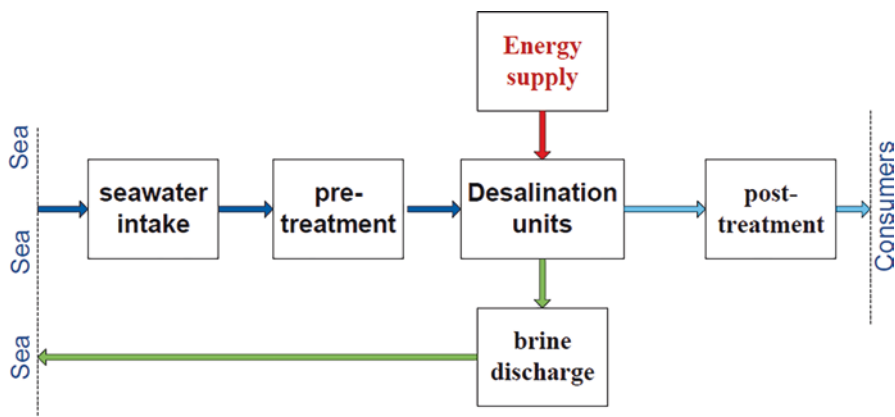 Energy
supply
Sea
seawater
intake
pre-
treatment
Desalination
units
post-
treatment
Consumers
Sea
Sea
brine
discharge